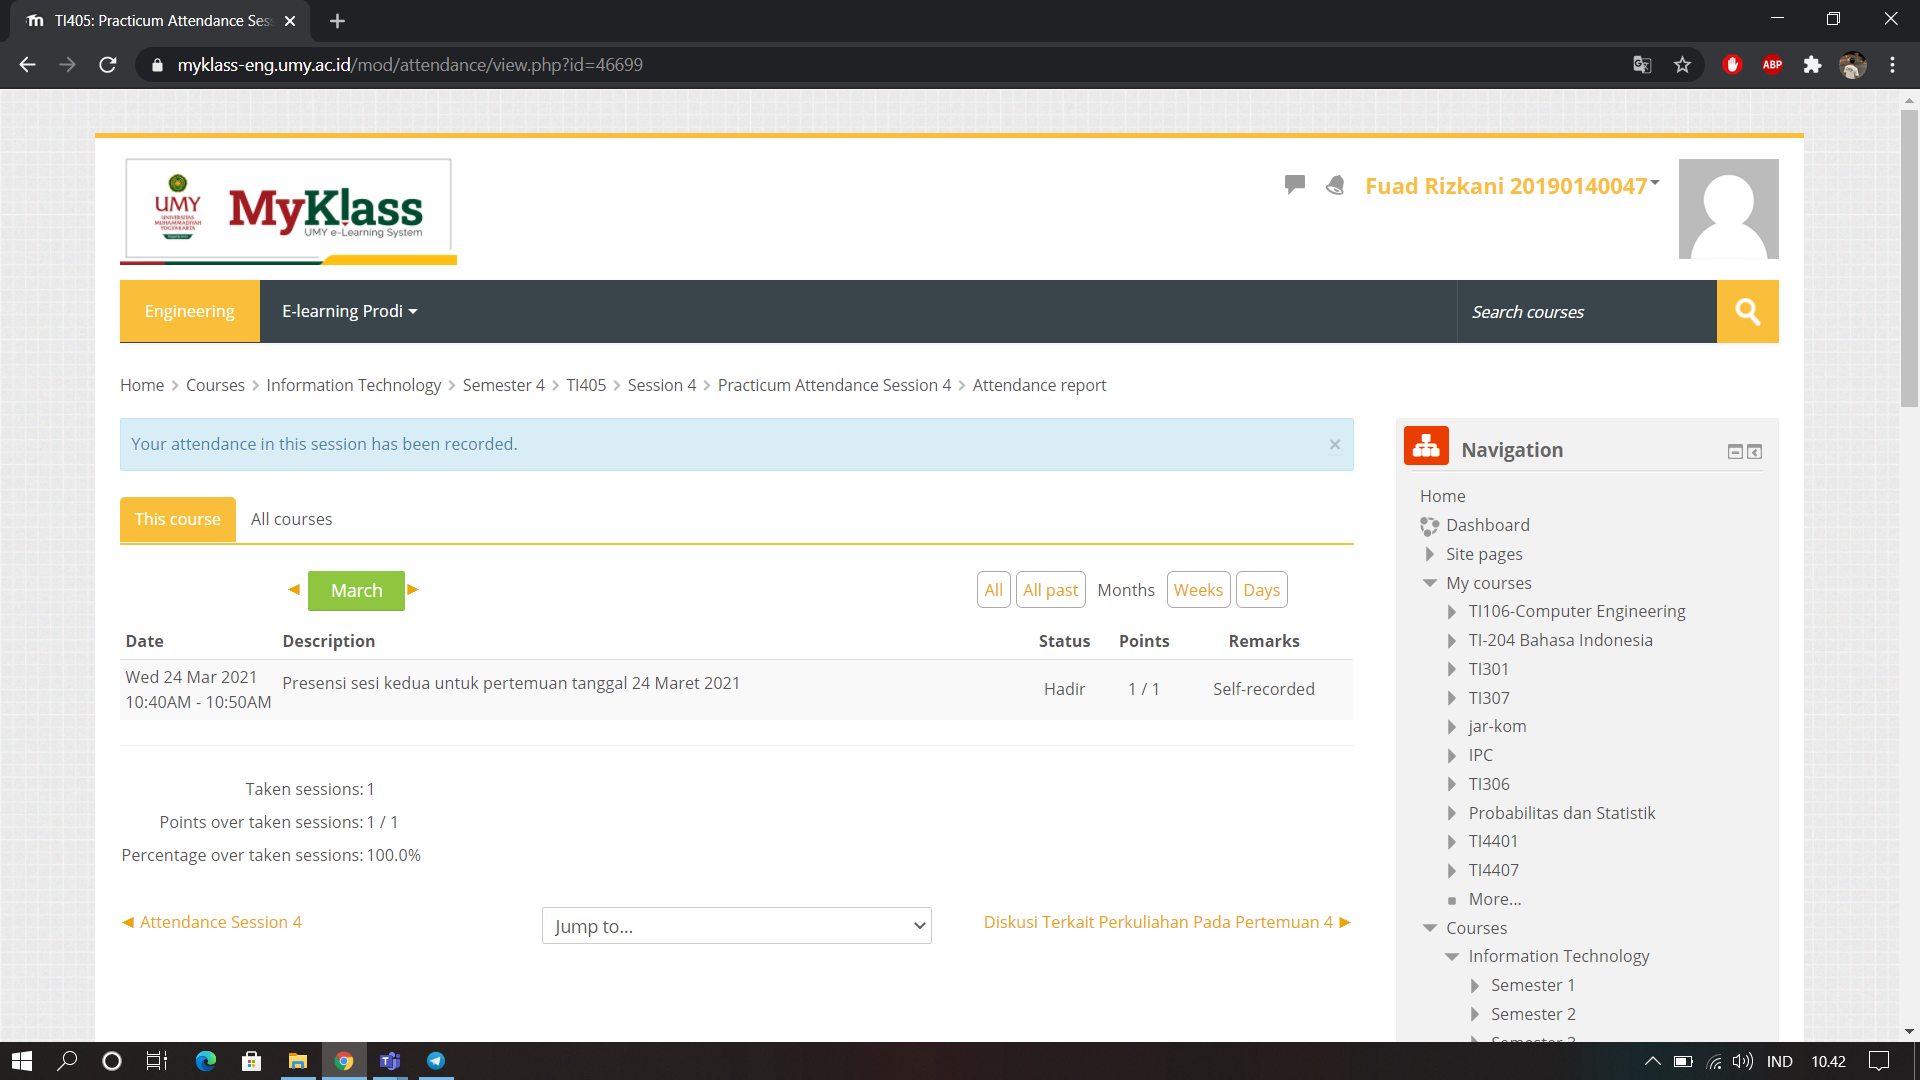 TI405: Practicum Attendance Ses
myklass-eng.umy.ac.id/mod/attendance/view.php?id=46699
ABP
UMY
UNIVERSITAS
MUHAMMADIYAH
YOGYAKARTA
MyKlass
UMY e-Learning System
Fuad Rizkani 20190140047
Engineering
E-learning Prodi
Search courses
Home
Courses
Information Technology
Semester 4
TI405
Session 4
Practicum Attendance Session 4
Attendance report
Your attendance in this session has been recorded.
×
This course
All courses
March
All
All past
Months
Weeks
Days
Date
Description
Status
Points
Remarks
Wed 24 Mar 2021
10:40AM - 10:50AM
Presensi sesi kedua untuk pertemuan tanggal 24 Maret 2021
Hadir
1 / 1
Self-recorded
Taken sessions: 1
Points over taken sessions: 1 / 1
Percentage over taken sessions: 100.0%
◄ Attendance Session 4
Jump to...
Diskusi Terkait Perkuliahan Pada Pertemuan 4 ►
Navigation
Home
Dashboard
Site pages
My courses
TI106-Computer Engineering
TI-204 Bahasa Indonesia
TI301
TI307
jar-kom
IPC
TI306
Probabilitas dan Statistik
TI4401
TI4407
More...
Courses
Information Technology
Semester 1
Semester 2
Semester 3
IND
10.42